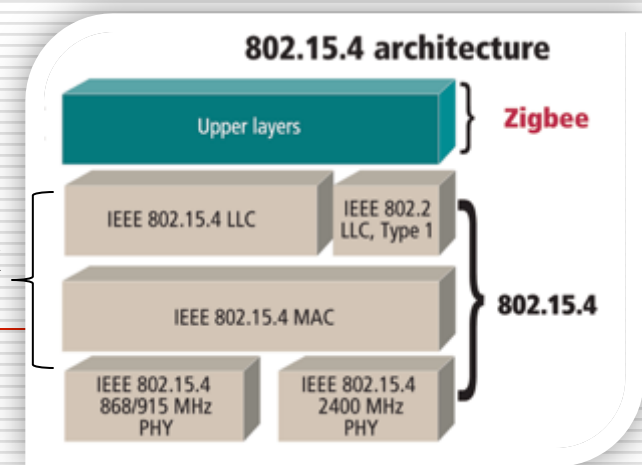 802.15.4 architecture
Upper layers
Zigbee
IEEE 802.15.4 LLC
IEEE 802.2
LLC, Type 1
IEEE 802.15.4 MAC
802.15.4
IEEE 802.15.4
868/915 MHz
PHY
IEEE 802.15.4
2400 MHz
PHY